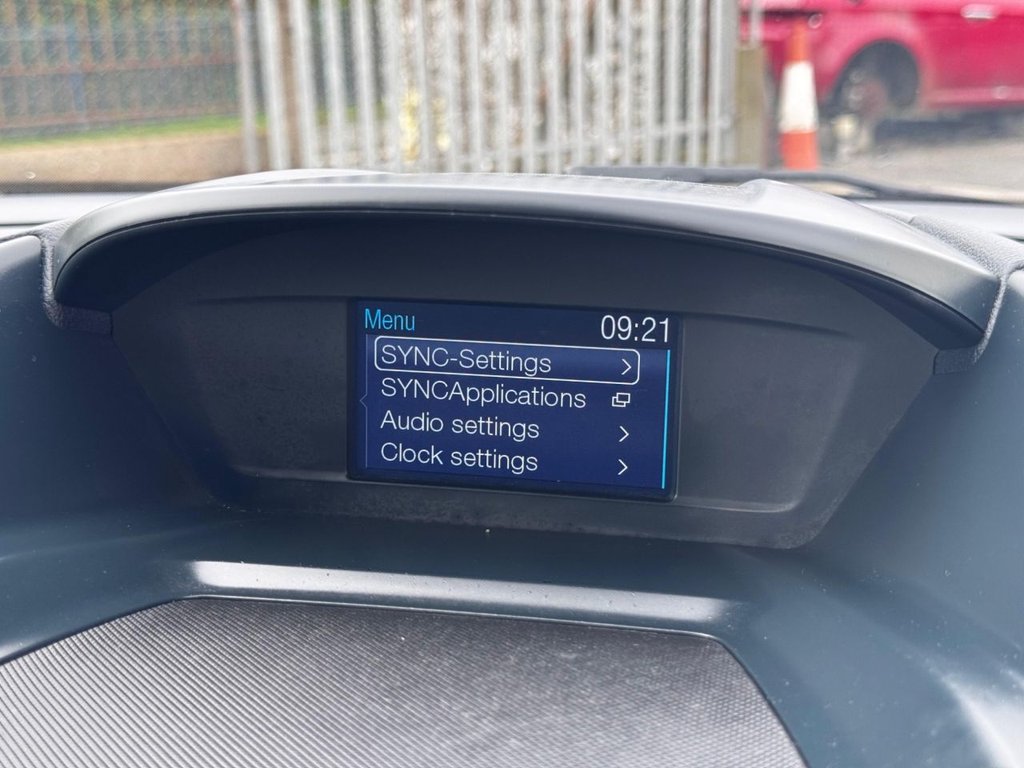 Menu 09:21
SYNC-Settings
SYNCApplications
Audio settings
Clock settings